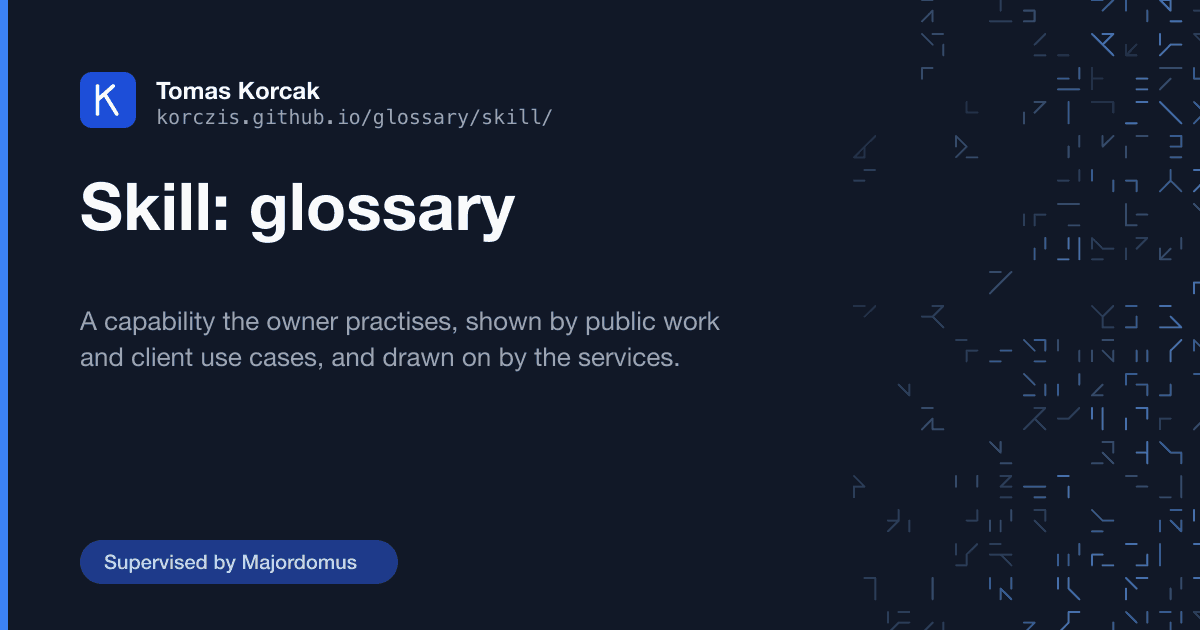 K
Tomas Korcak
korczis.github.io/glossary/skill/
Skill: glossary
A capability the owner practises, shown by public work
and client use cases, and drawn on by the services.
Supervised by Majordomus